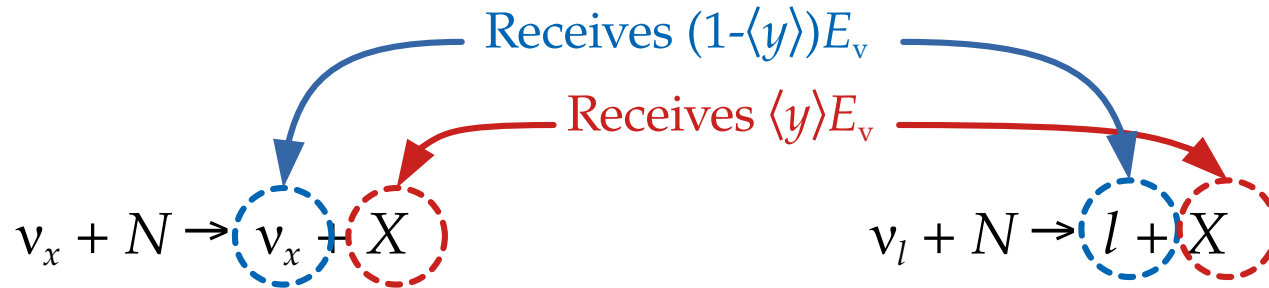 Receives (1-⟨y⟩)Eᵥ
Receives ⟨y⟩Eᵥ
νₓ + N → νₓ + X
νₗ + N → l + X